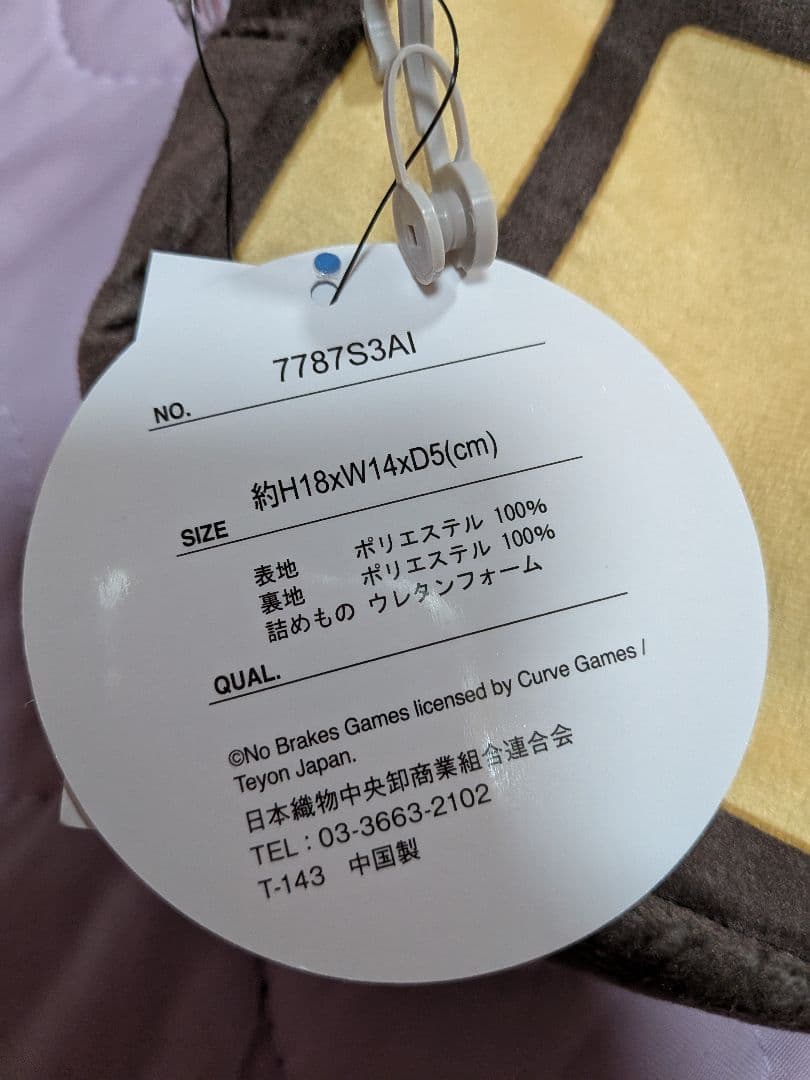 7787S3AI
NO.
約H18xW14xD5(cm)
SIZE
表地 ポリエステル 100%
裏地 ポリエステル 100%
詰めもの ウレタンフォーム
QUAL.
©No Brakes Games licensed by Curve Games /
Teyon Japan.
日本織物中央卸商業組合連合会
TEL : 03-3663-2102
T-143 中国製